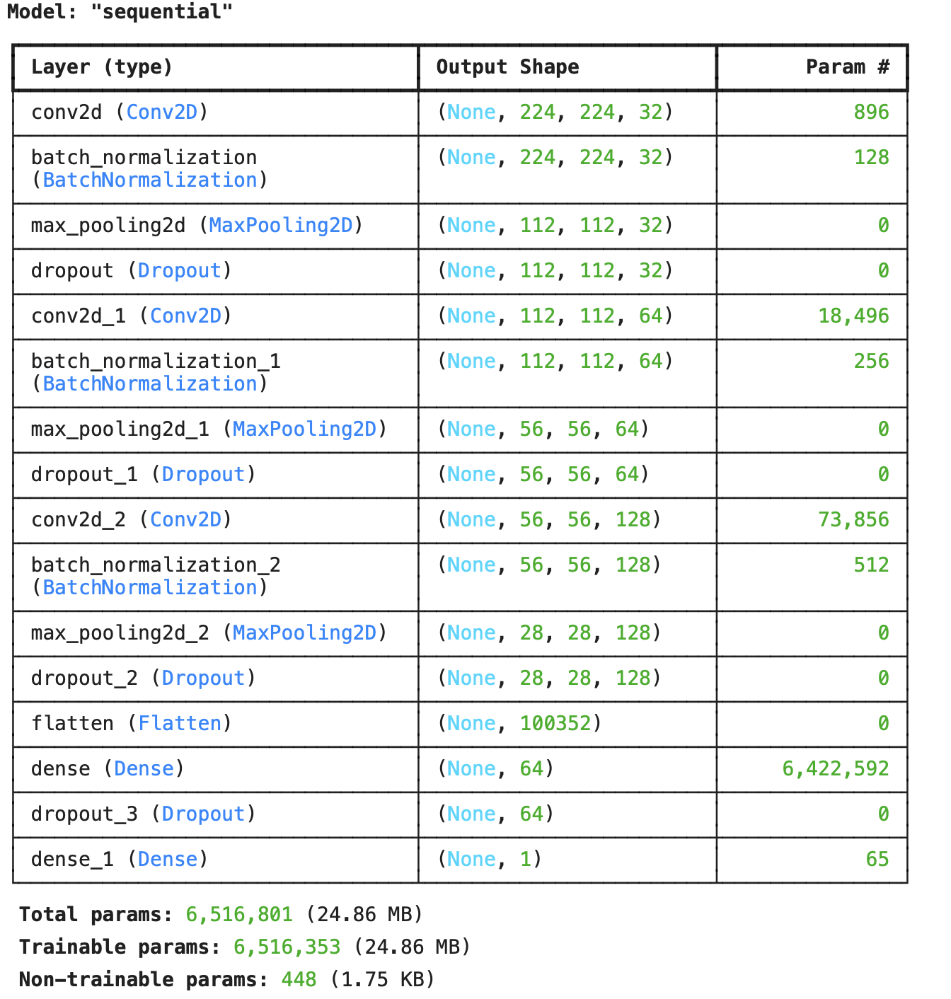 Model: "sequential"
Layer (type) Output Shape Param #
conv2d (Conv2D) (None, 224, 224, 32) 896
batch_normalization (None, 224, 224, 32) 128
(BatchNormalization)
max_pooling2d (MaxPooling2D) (None, 112, 112, 32) 0
dropout (Dropout) (None, 112, 112, 32) 0
conv2d_1 (Conv2D) (None, 112, 112, 64) 18,496
batch_normalization_1 (None, 112, 112, 64) 256
(BatchNormalization)
max_pooling2d_1 (MaxPooling2D) (None, 56, 56, 64) 0
dropout_1 (Dropout) (None, 56, 56, 64) 0
conv2d_2 (Conv2D) (None, 56, 56, 128) 73,856
batch_normalization_2 (None, 56, 56, 128) 512
(BatchNormalization)
max_pooling2d_2 (MaxPooling2D) (None, 28, 28, 128) 0
dropout_2 (Dropout) (None, 28, 28, 128) 0
flatten (Flatten) (None, 100352) 0
dense (Dense) (None, 64) 6,422,592
dropout_3 (Dropout) (None, 64) 0
dense_1 (Dense) (None, 1) 65
Total params: 6,516,801 (24.86 MB)
Trainable params: 6,516,353 (24.86 MB)
Non-trainable params: 448 (1.75 KB)